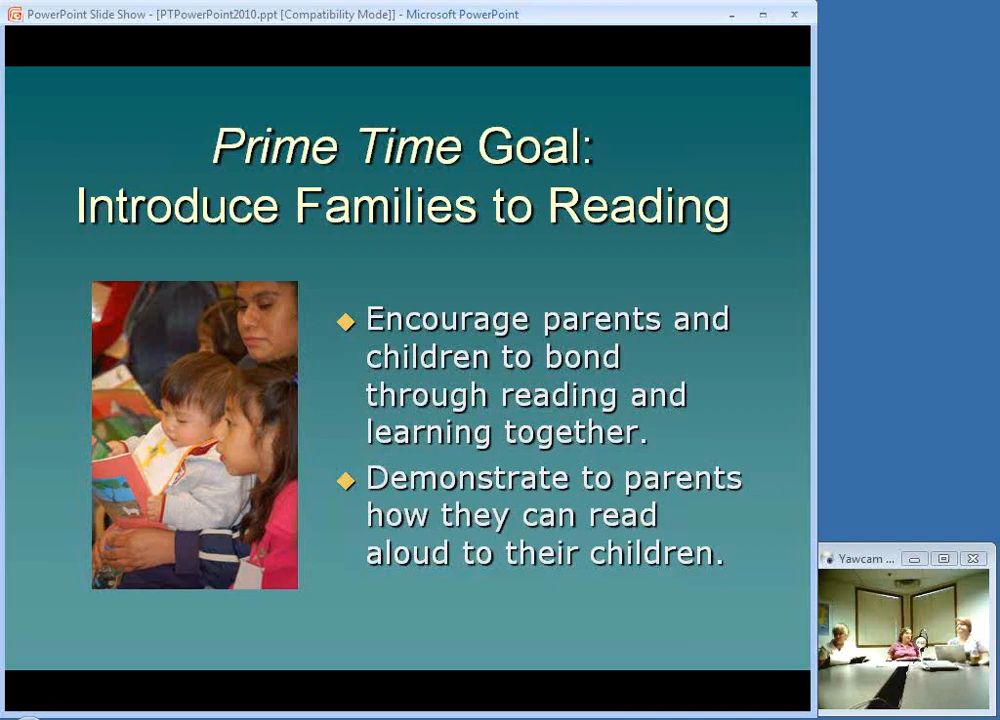 PowerPoint Slide Show - [PTPowerPoint2010.ppt [Compatibility Mode]] - Microsoft PowerPoint
Prime Time Goal:
Introduce Families to Reading
Encourage parents and
children to bond
through reading and
learning together.
Demonstrate to parents
how they can read
aloud to their children.
Yawcam ...